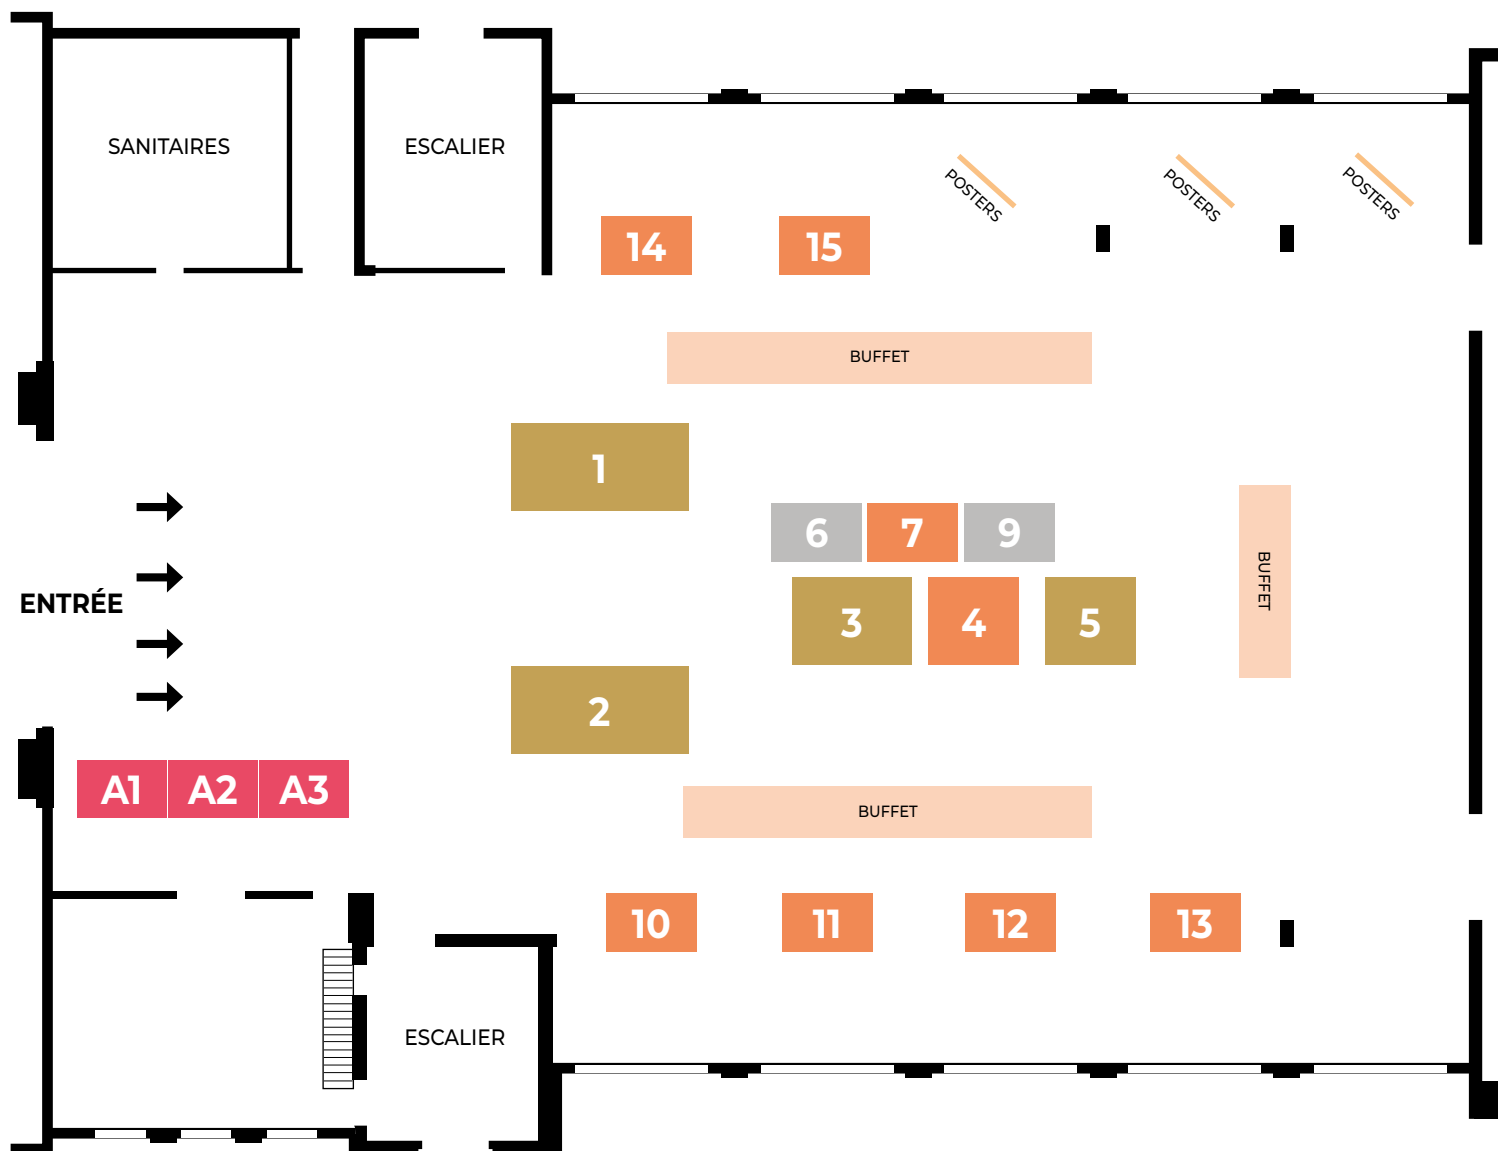 SANITAIRES
ESCALIER
POSTERS
POSTERS
POSTERS
14
15
BUFFET
1
6
7
9
BUFFET
ENTRÉE
3
4
5
2
A1
A2
A3
BUFFET
10
11
12
13
ESCALIER